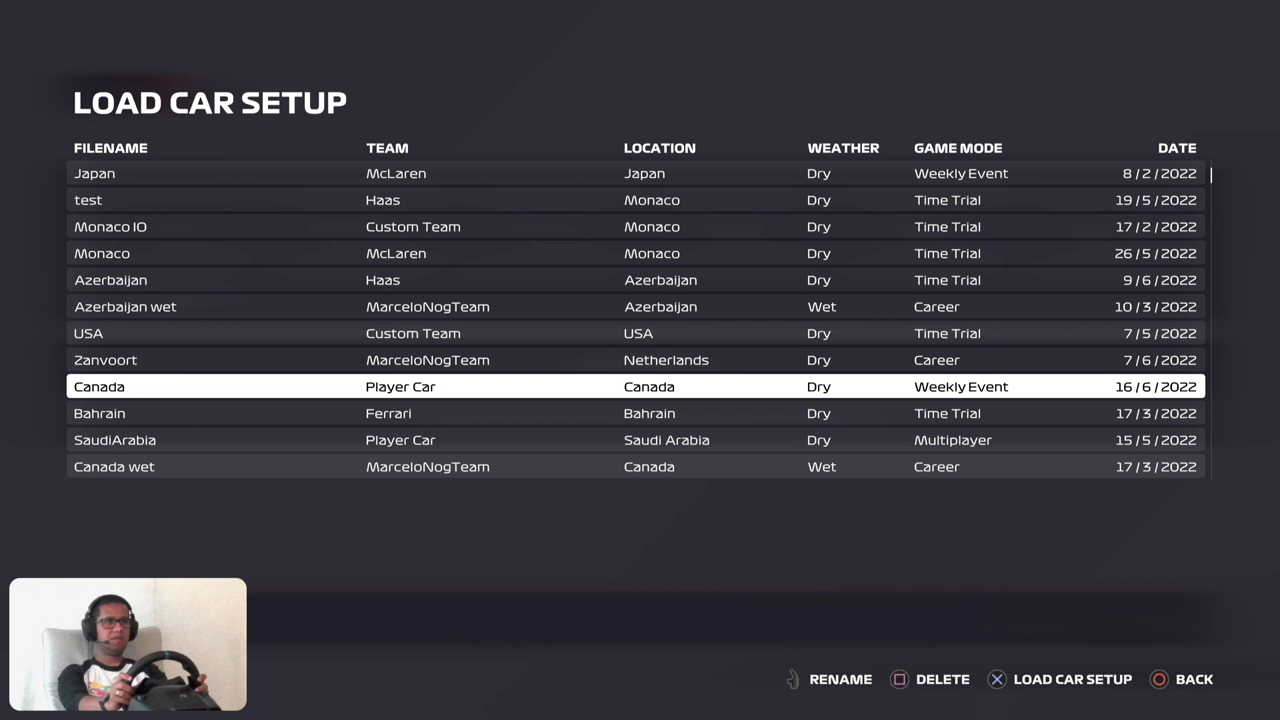 LOAD CAR SETUP
FILENAME TEAM LOCATION WEATHER GAME MODE DATE
Japan McLaren Japan Dry Weekly Event 8 / 2 / 2022
test Haas Monaco Dry Time Trial 19 / 5 / 2022
Monaco IO Custom Team Monaco Dry Time Trial 17 / 2 / 2022
Monaco McLaren Monaco Dry Time Trial 26 / 5 / 2022
Azerbaijan Haas Azerbaijan Dry Time Trial 9 / 6 / 2022
Azerbaijan wet MarceloNogTeam Azerbaijan Wet Career 10 / 3 / 2022
USA Custom Team USA Dry Time Trial 7 / 5 / 2022
Zanvoort MarceloNogTeam Netherlands Dry Career 7 / 6 / 2022
Canada Player Car Canada Dry Weekly Event 16 / 6 / 2022
Bahrain Ferrari Bahrain Dry Time Trial 17 / 3 / 2022
SaudiArabia Player Car Saudi Arabia Dry Multiplayer 15 / 5 / 2022
Canada wet MarceloNogTeam Canada Wet Career 17 / 3 / 2022
RENAME DELETE LOAD CAR SETUP BACK